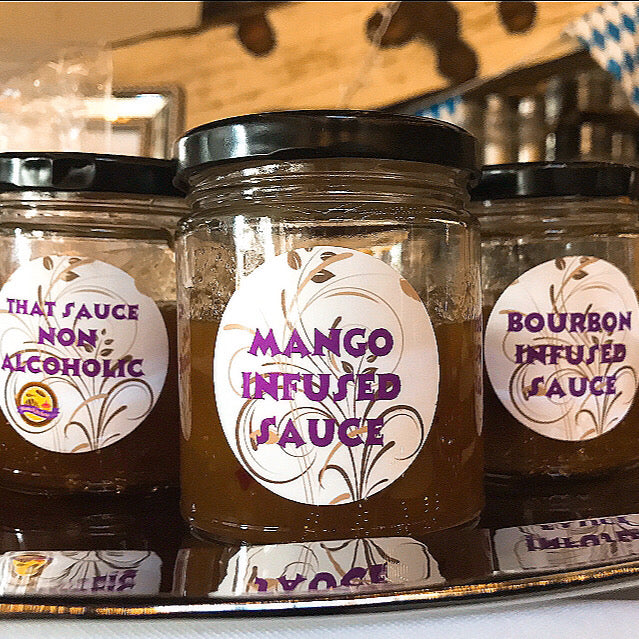 THAT SAUCE
NON
ALCOHOLIC
MANGO
INFUSED
SAUCE
BOURBON
INFUSED
SAUCE